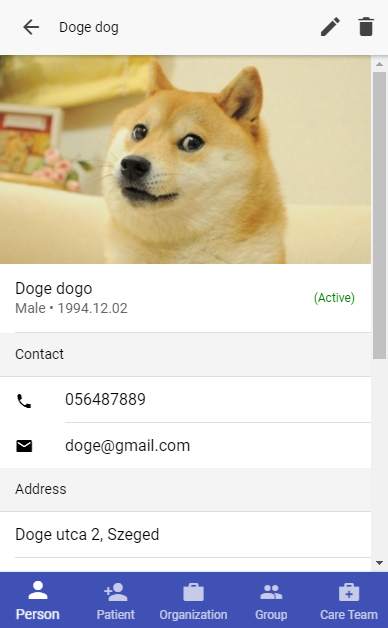 Doge dog
Doge dogo
(Active)
Male • 1994.12.02
Contact
056487889
doge@gmail.com
Address
Doge utca 2, Szeged
Person Patient Organization Group Care Team